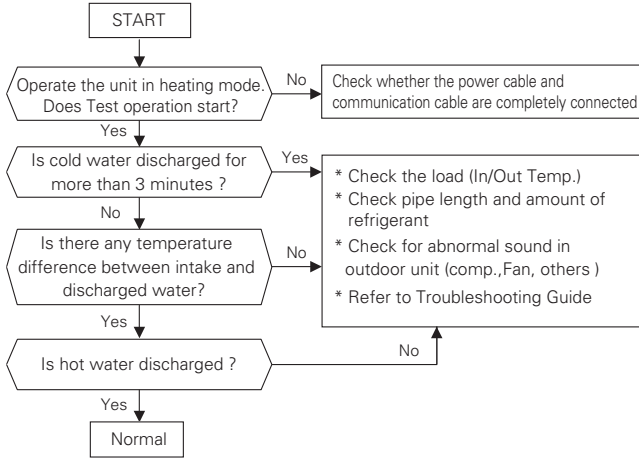 START
Operate the unit in heating mode.
Does Test operation start?
No
Check whether the power cable and
communication cable are completely connected
Yes
Is cold water discharged for
more than 3 minutes ?
Yes
* Check the load (In/Out Temp.)
* Check pipe length and amount of
refrigerant
* Check for abnormal sound in
outdoor unit (comp.,Fan, others )
* Refer to Troubleshooting Guide
No
Is there any temperature
difference between intake and
discharged water?
No
Yes
Is hot water discharged ?
No
Yes
Normal